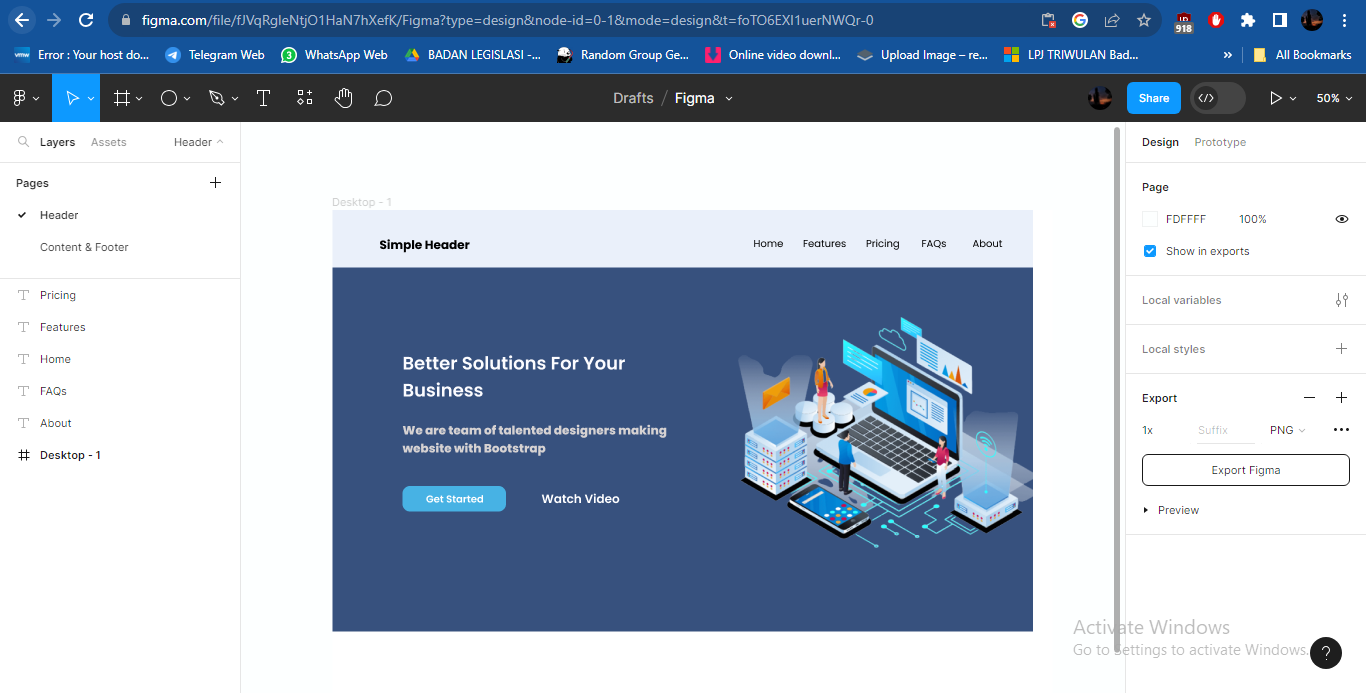 figma.com/file/fJVqRgIeNtjO1HaN7hXefK/Figma?type=design&node-id=0-1&mode=design&t=foTO6EXI1uerNWQr-0
918
Error : Your host do...
Telegram Web
3
WhatsApp Web
BADAN LEGISLASI -...
Random Group Ge...
Online video downl...
Upload Image – re...
LPJ TRIWULAN Bad...
»
All Bookmarks
Drafts / Figma
Share
50%
Layers
Assets
Header
Design
Prototype
Pages
Header
Content & Footer
Pricing
Features
Home
FAQs
About
Desktop - 1
Desktop - 1
Simple Header
Home
Features
Pricing
FAQs
About
Better Solutions For Your
Business
We are team of talented designers making
website with Bootstrap
Get Started
Watch Video
Page
FDFFFF
100%
Show in exports
Local variables
Local styles
Export
1x
Suffix
PNG
Export Figma
Preview
Activate Windows
Go to Settings to activate Windows.
?